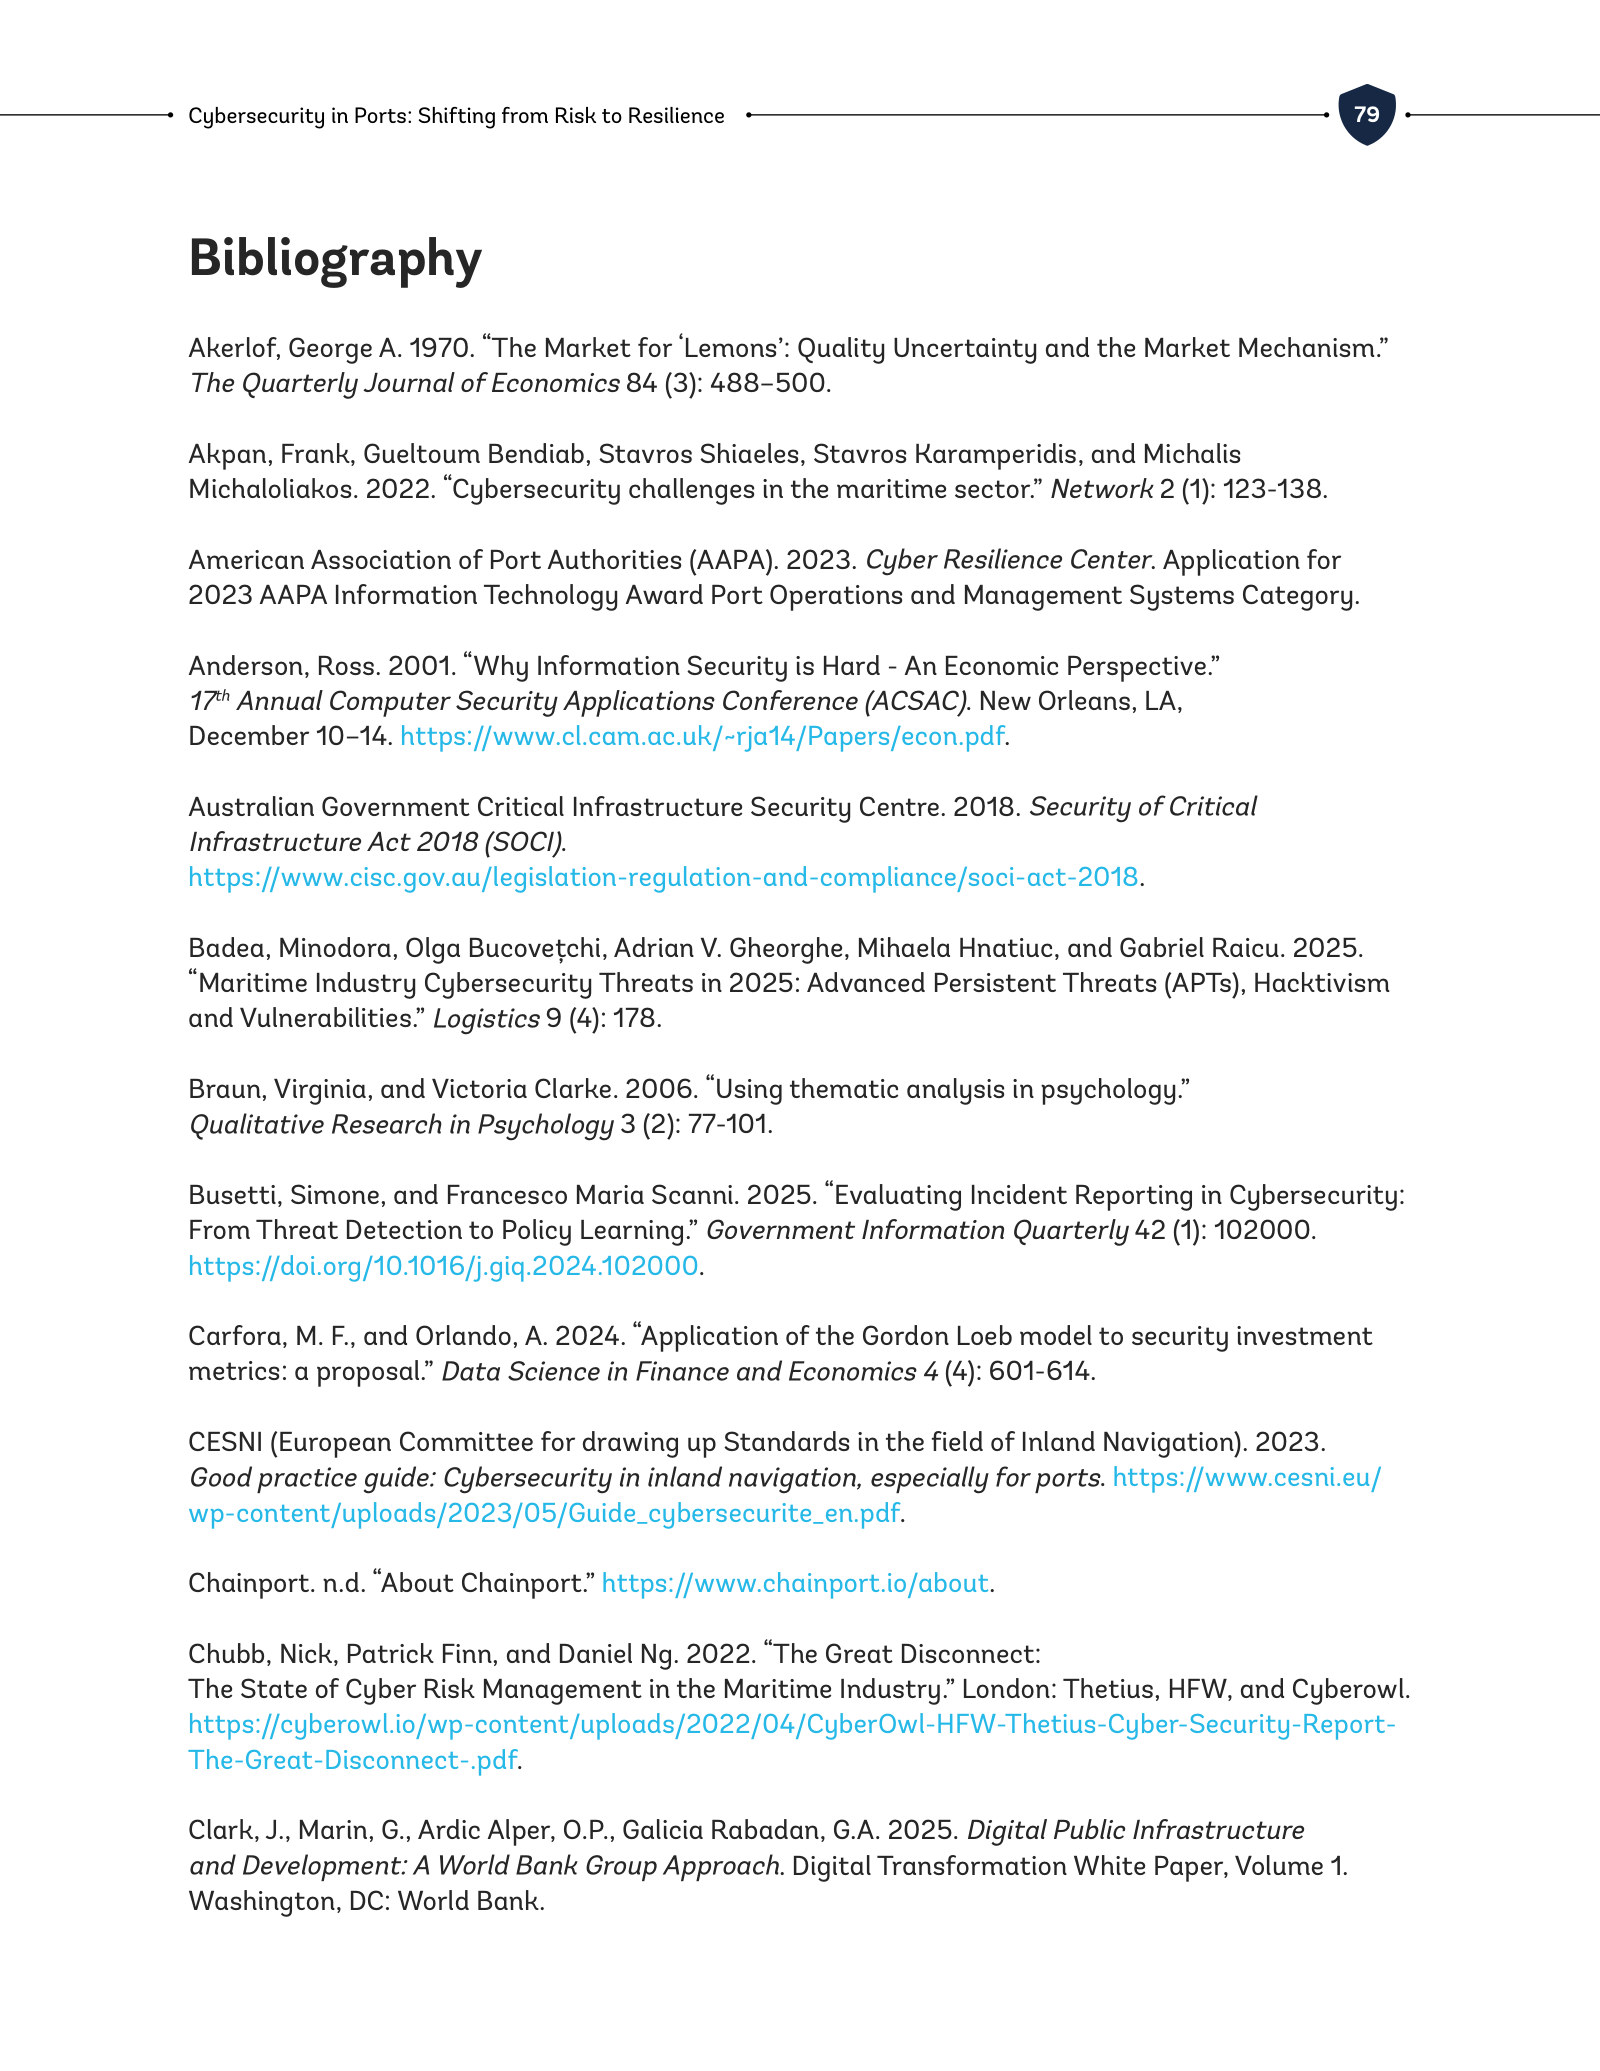 Cybersecurity in Ports: Shifting from Risk to Resilience
79
Bibliography
Akerlof, George A. 1970. “The Market for ‘Lemons’: Quality Uncertainty and the Market Mechanism.”
The Quarterly Journal of Economics 84 (3): 488–500.
Akpan, Frank, Gueltoum Bendiab, Stavros Shiaeles, Stavros Karamperidis, and Michalis
Michaloliakos. 2022. “Cybersecurity challenges in the maritime sector.” Network 2 (1): 123-138.
American Association of Port Authorities (AAPA). 2023. Cyber Resilience Center. Application for
2023 AAPA Information Technology Award Port Operations and Management Systems Category.
Anderson, Ross. 2001. “Why Information Security is Hard - An Economic Perspective.”
17th Annual Computer Security Applications Conference (ACSAC). New Orleans, LA,
December 10–14. https://www.cl.cam.ac.uk/~rja14/Papers/econ.pdf.
Australian Government Critical Infrastructure Security Centre. 2018. Security of Critical
Infrastructure Act 2018 (SOCI).
https://www.cisc.gov.au/legislation-regulation-and-compliance/soci-act-2018.
Badea, Minodora, Olga Bucovețchi, Adrian V. Gheorghe, Mihaela Hnatiuc, and Gabriel Raicu. 2025.
“Maritime Industry Cybersecurity Threats in 2025: Advanced Persistent Threats (APTs), Hacktivism
and Vulnerabilities.” Logistics 9 (4): 178.
Braun, Virginia, and Victoria Clarke. 2006. “Using thematic analysis in psychology.”
Qualitative Research in Psychology 3 (2): 77-101.
Busetti, Simone, and Francesco Maria Scanni. 2025. “Evaluating Incident Reporting in Cybersecurity:
From Threat Detection to Policy Learning.” Government Information Quarterly 42 (1): 102000.
https://doi.org/10.1016/j.giq.2024.102000.
Carfora, M. F., and Orlando, A. 2024. “Application of the Gordon Loeb model to security investment
metrics: a proposal.” Data Science in Finance and Economics 4 (4): 601-614.
CESNI (European Committee for drawing up Standards in the field of Inland Navigation). 2023.
Good practice guide: Cybersecurity in inland navigation, especially for ports. https://www.cesni.eu/
wp-content/uploads/2023/05/Guide_cybersecurite_en.pdf.
Chainport. n.d. “About Chainport.” https://www.chainport.io/about.
Chubb, Nick, Patrick Finn, and Daniel Ng. 2022. “The Great Disconnect:
The State of Cyber Risk Management in the Maritime Industry.” London: Thetius, HFW, and Cyberowl.
https://cyberowl.io/wp-content/uploads/2022/04/CyberOwl-HFW-Thetius-Cyber-Security-Report-
The-Great-Disconnect-.pdf.
Clark, J., Marin, G., Ardic Alper, O.P., Galicia Rabadan, G.A. 2025. Digital Public Infrastructure
and Development: A World Bank Group Approach. Digital Transformation White Paper, Volume 1.
Washington, DC: World Bank.